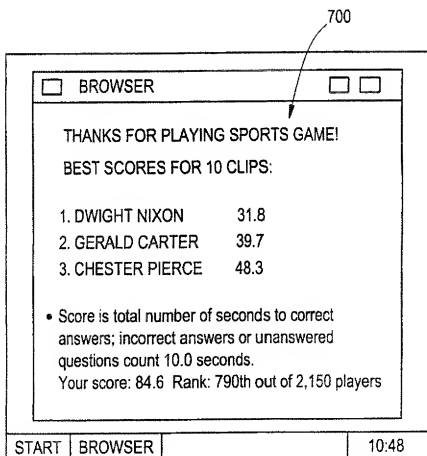 700
BROWSER
THANKS FOR PLAYING SPORTS GAME!
BEST SCORES FOR 10 CLIPS:
1. DWIGHT NIXON 31.8
2. GERALD CARTER 39.7
3. CHESTER PIERCE 48.3
• Score is total number of seconds to correct
answers; incorrect answers or unanswered
questions count 10.0 seconds.
Your score: 84.6 Rank: 790th out of 2,150 players
START BROWSER 10:48